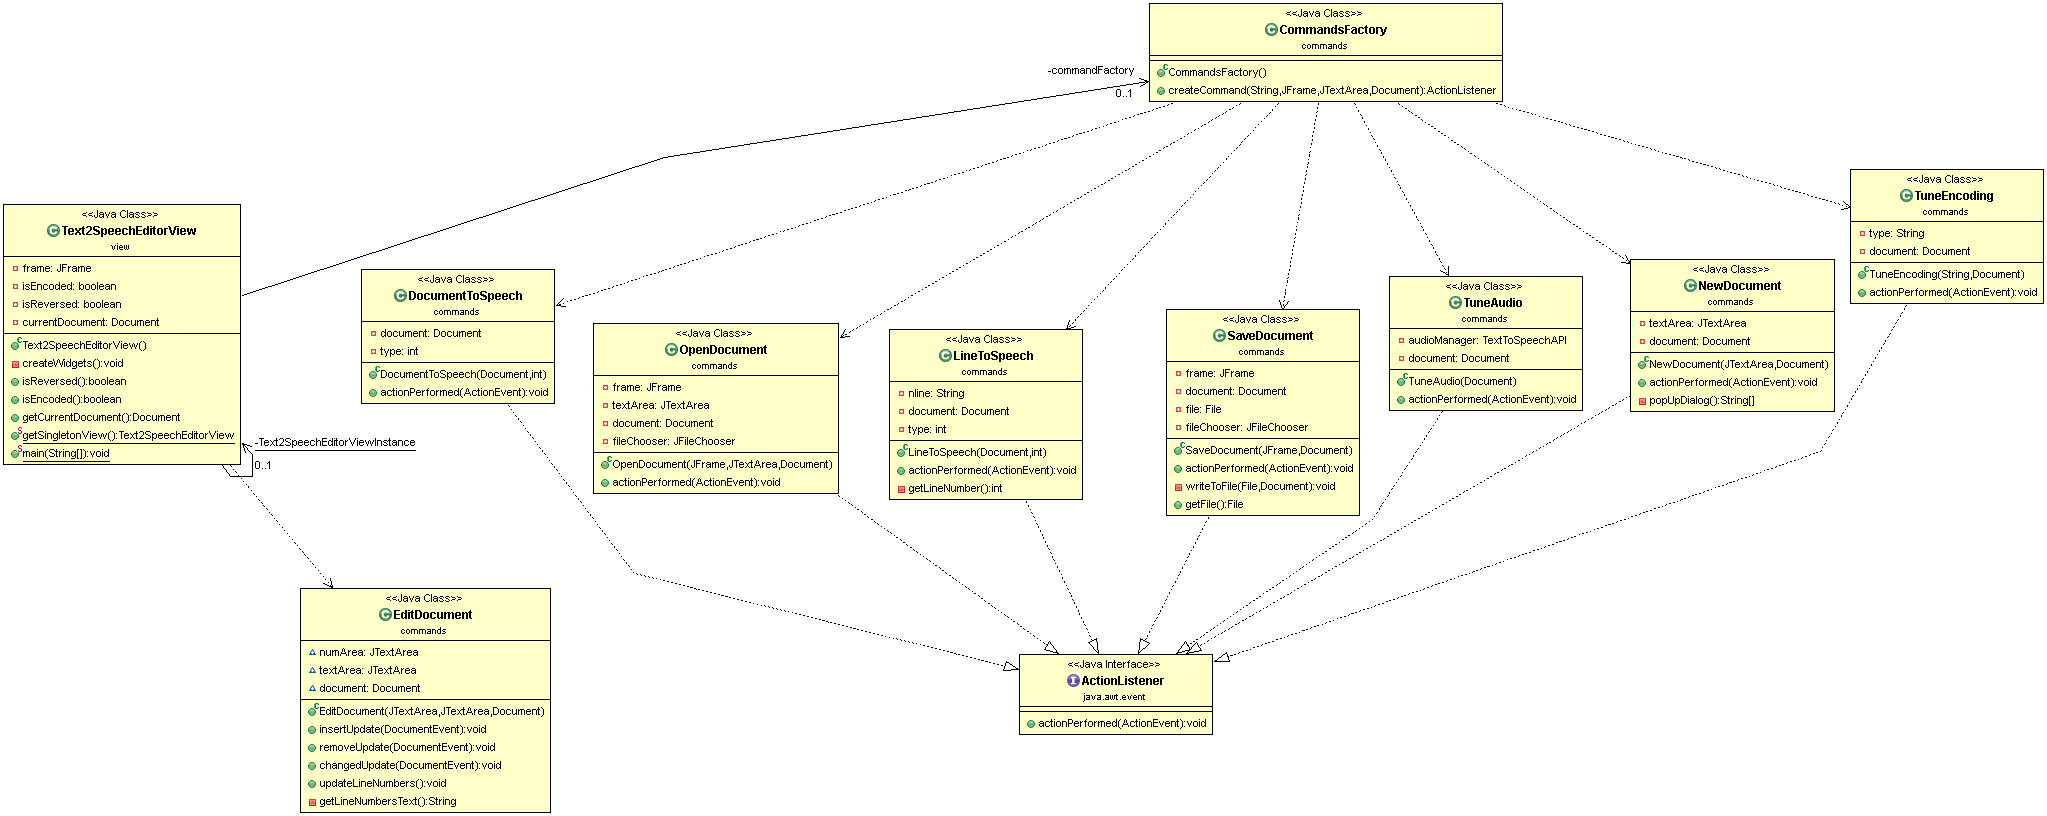 <<Java Class>>
CommandsFactory
commands
CommandsFactory()
createCommand(String,JFrame,JTextArea,Document):ActionListener
-commandFactory
0..1
<<Java Class>>
Text2SpeechEditorView
view
frame: JFrame
isEncoded: boolean
isReversed: boolean
currentDocument: Document
Text2SpeechEditorView()
createWidgets():void
isReversed():boolean
isEncoded():boolean
getCurrentDocument():Document
getSingletonView():Text2SpeechEditorView
main(String[]):void
-Text2SpeechEditorViewInstance
0..1
<<Java Class>>
DocumentToSpeech
commands
document: Document
type: int
DocumentToSpeech(Document,int)
actionPerformed(ActionEvent):void
<<Java Class>>
OpenDocument
commands
frame: JFrame
textArea: JTextArea
document: Document
fileChooser: JFileChooser
OpenDocument(JFrame,JTextArea,Document)
actionPerformed(ActionEvent):void
<<Java Class>>
LineToSpeech
commands
nline: String
document: Document
type: int
LineToSpeech(Document,int)
actionPerformed(ActionEvent):void
getLineNumber():int
<<Java Class>>
SaveDocument
commands
frame: JFrame
document: Document
file: File
fileChooser: JFileChooser
SaveDocument(JFrame,Document)
actionPerformed(ActionEvent):void
writeToFile(File,Document):void
getFile():File
<<Java Class>>
TuneAudio
commands
audioManager: TextToSpeechAPI
document: Document
TuneAudio(Document)
actionPerformed(ActionEvent):void
<<Java Class>>
NewDocument
commands
textArea: JTextArea
document: Document
NewDocument(JTextArea,Document)
actionPerformed(ActionEvent):void
popUpDialog():String[]
<<Java Class>>
TuneEncoding
commands
type: String
document: Document
TuneEncoding(String,Document)
actionPerformed(ActionEvent):void
<<Java Class>>
EditDocument
commands
numArea: JTextArea
textArea: JTextArea
document: Document
EditDocument(JTextArea,JTextArea,Document)
insertUpdate(DocumentEvent):void
removeUpdate(DocumentEvent):void
changedUpdate(DocumentEvent):void
updateLineNumbers():void
getLineNumbersText():String
<<Java Interface>>
ActionListener
java.awt.event
actionPerformed(ActionEvent):void